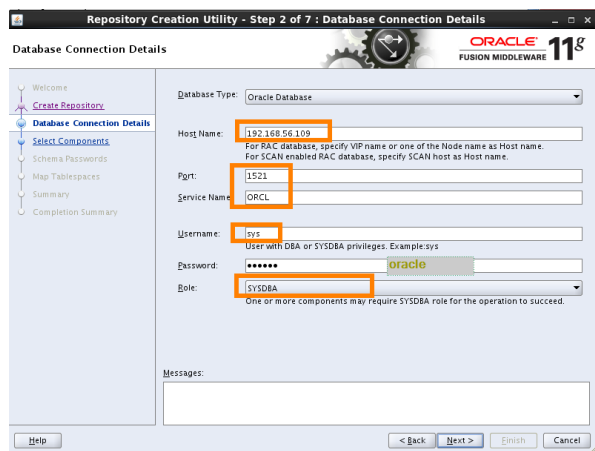 Repository Creation Utility - Step 2 of 7 : Database Connection Details
Database Connection Details
ORACLE
FUSION MIDDLEWARE 11g
Welcome
Create Repository
Database Connection Details
Select Components
Schema Passwords
Map Tablespaces
Summary
Completion Summary
Database Type: Oracle Database
Host Name: 192.168.56.109
For RAC database, specify VIP name or one of the Node name as Host name.
For SCAN enabled RAC database, specify SCAN host as Host name.
Port: 1521
Service Name: ORCL
Username: sys
User with DBA or SYSDBA privileges. Example:sys
Password: •••••• oracle
Role: SYSDBA
One or more components may require SYSDBA role for the operation to succeed.
Messages:
Help < Back Next > Finish Cancel